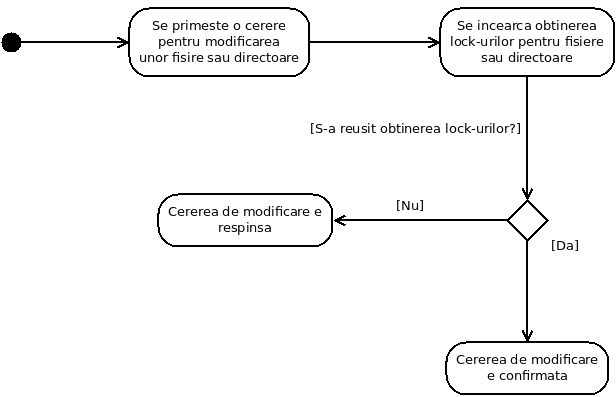 Se primeste o cerere
pentru modificarea
unor fisire sau directoare
Se incearca obtinerea
lock-urilor pentru fisiere
sau directoare
[S-a reusit obtinerea lock-urilor?]
[Nu]
Cererea de modificare e
respinsa
[Da]
Cererea de modificare
e confirmata